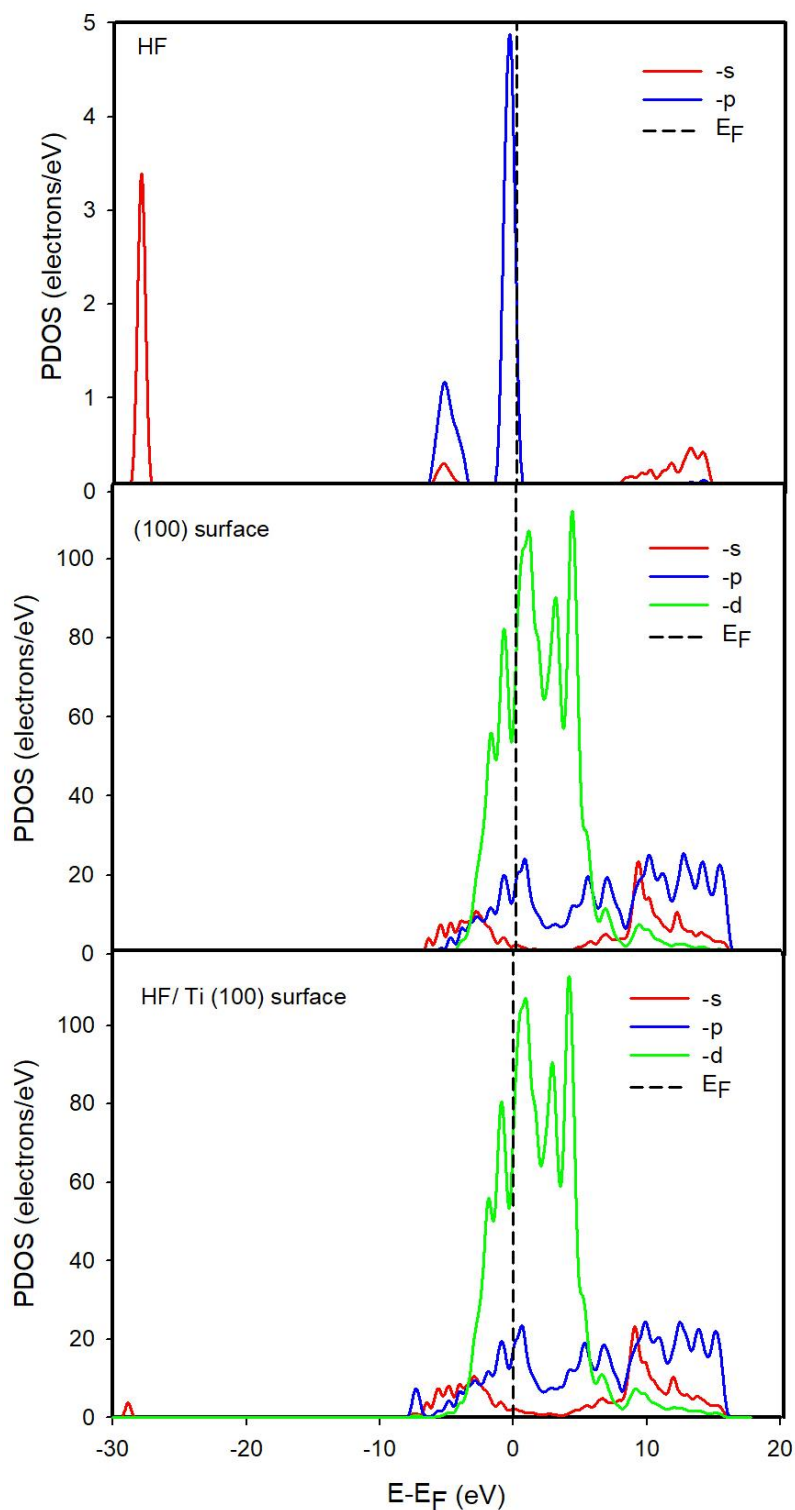 HF
-s
-p
EF
5
4
3
2
1
0
PDOS (electrons/eV)
(100) surface
-s
-p
-d
EF
100
80
60
40
20
0
PDOS (electrons/eV)
HF/ Ti (100) surface
-s
-p
-d
EF
100
80
60
40
20
0
PDOS (electrons/eV)
-30 -20 -10 0 10 20
E-EF (eV)